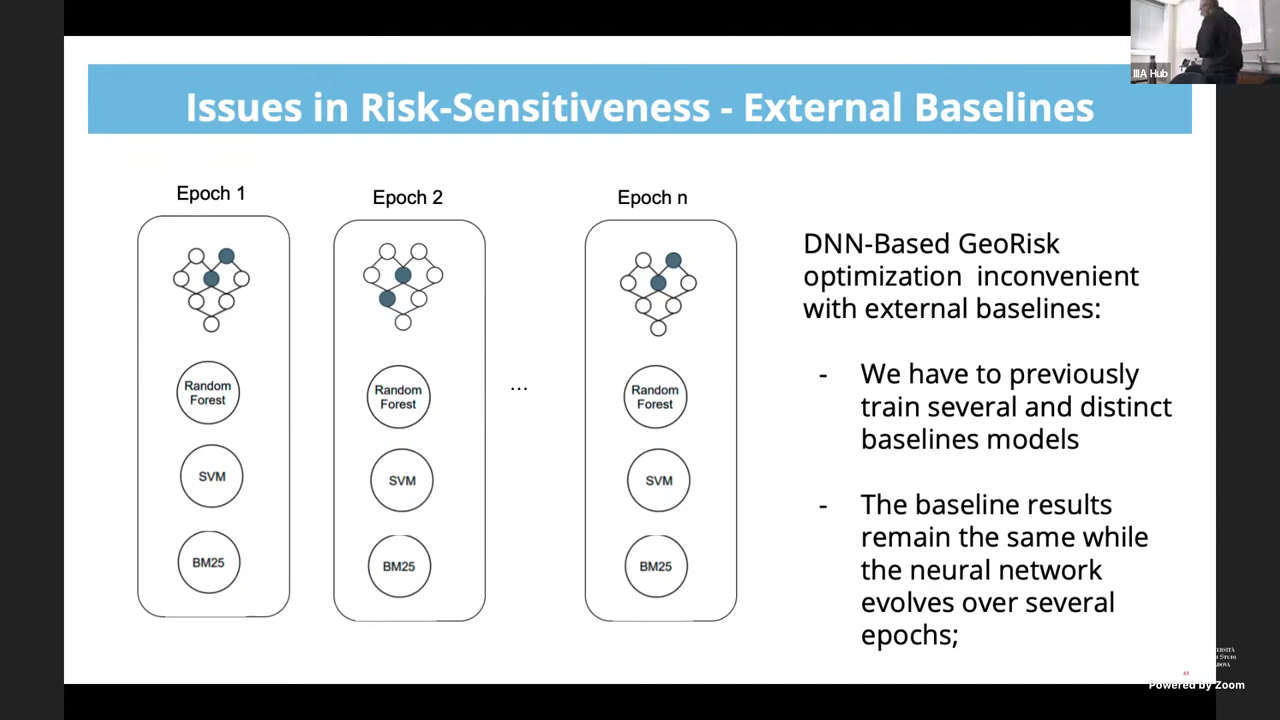 IIIA Hub
Issues in Risk-Sensitiveness - External Baselines
Epoch 1
Epoch 2
Epoch n
Random
Forest
SVM
BM25
Random
Forest
SVM
BM25
...
Random
Forest
SVM
BM25
DNN-Based GeoRisk
optimization inconvenient
with external baselines:
- We have to previously
train several and distinct
baselines models
- The baseline results
remain the same while
the neural network
evolves over several
epochs;
Powered by Zoom